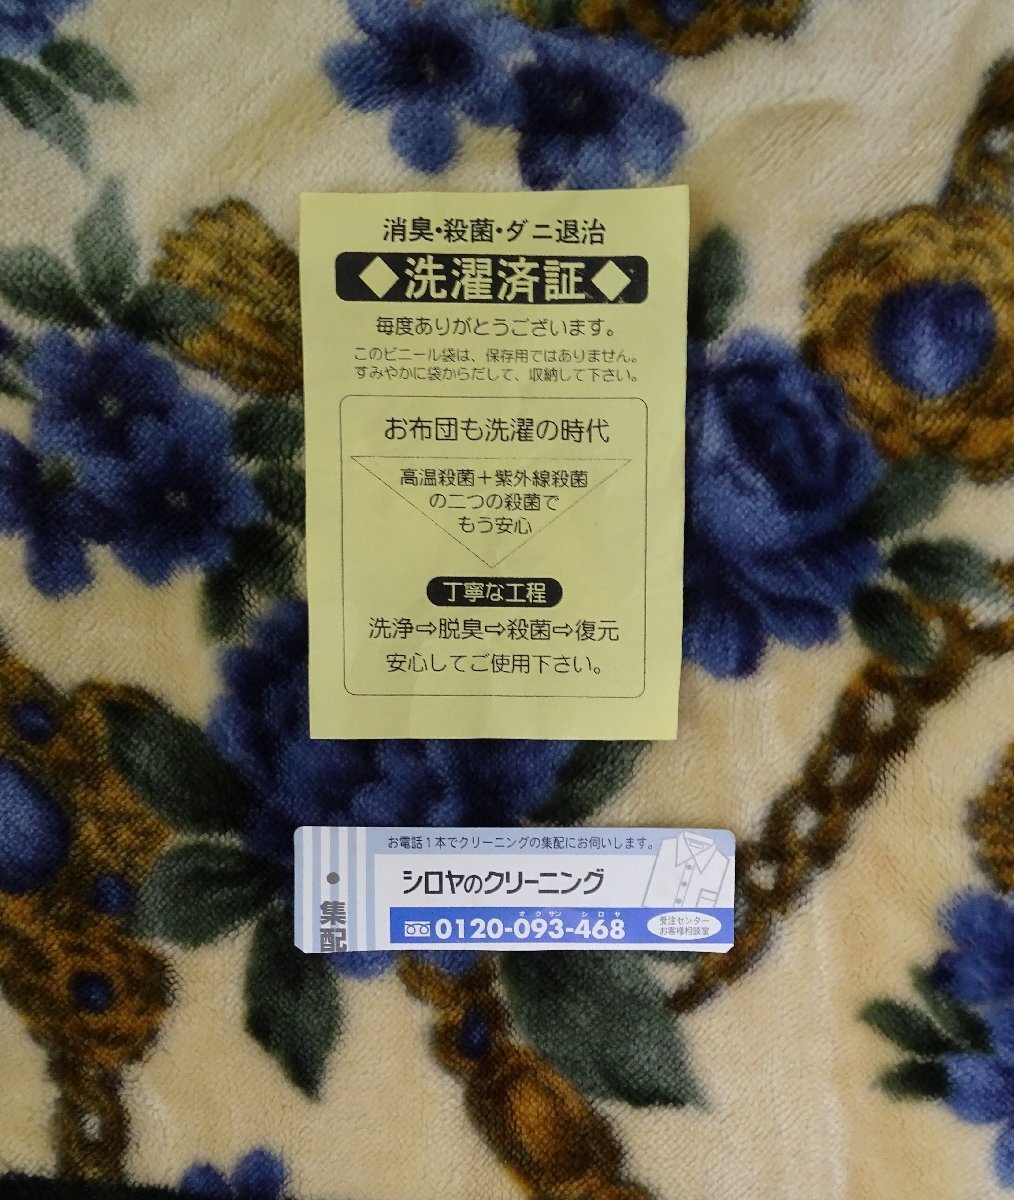 消臭・殺菌・ダニ退治
◆洗濯済証◆
毎度ありがとうございます。
このビニール袋は、保存用ではありません。
すみやかに袋からだして、収納して下さい。
お布団も洗濯の時代
高温殺菌＋紫外線殺菌
の二つの殺菌で
もう安心
丁寧な工程
洗浄⇨脱臭⇨殺菌⇨復元
安心してご使用下さい。
お電話1本でクリーニングの集配にお伺いします。
シロヤのクリーニング
オクサン シロヤ
0120-093-468
受注センター
お客様相談室
集配